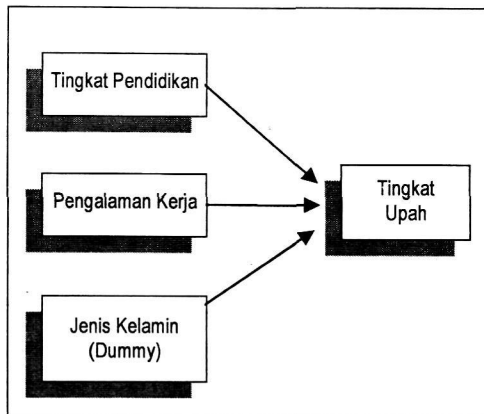 Tingkat Pendidikan
Pengalaman Kerja
Tingkat
Upah
Jenis Kelamin
(Dummy)